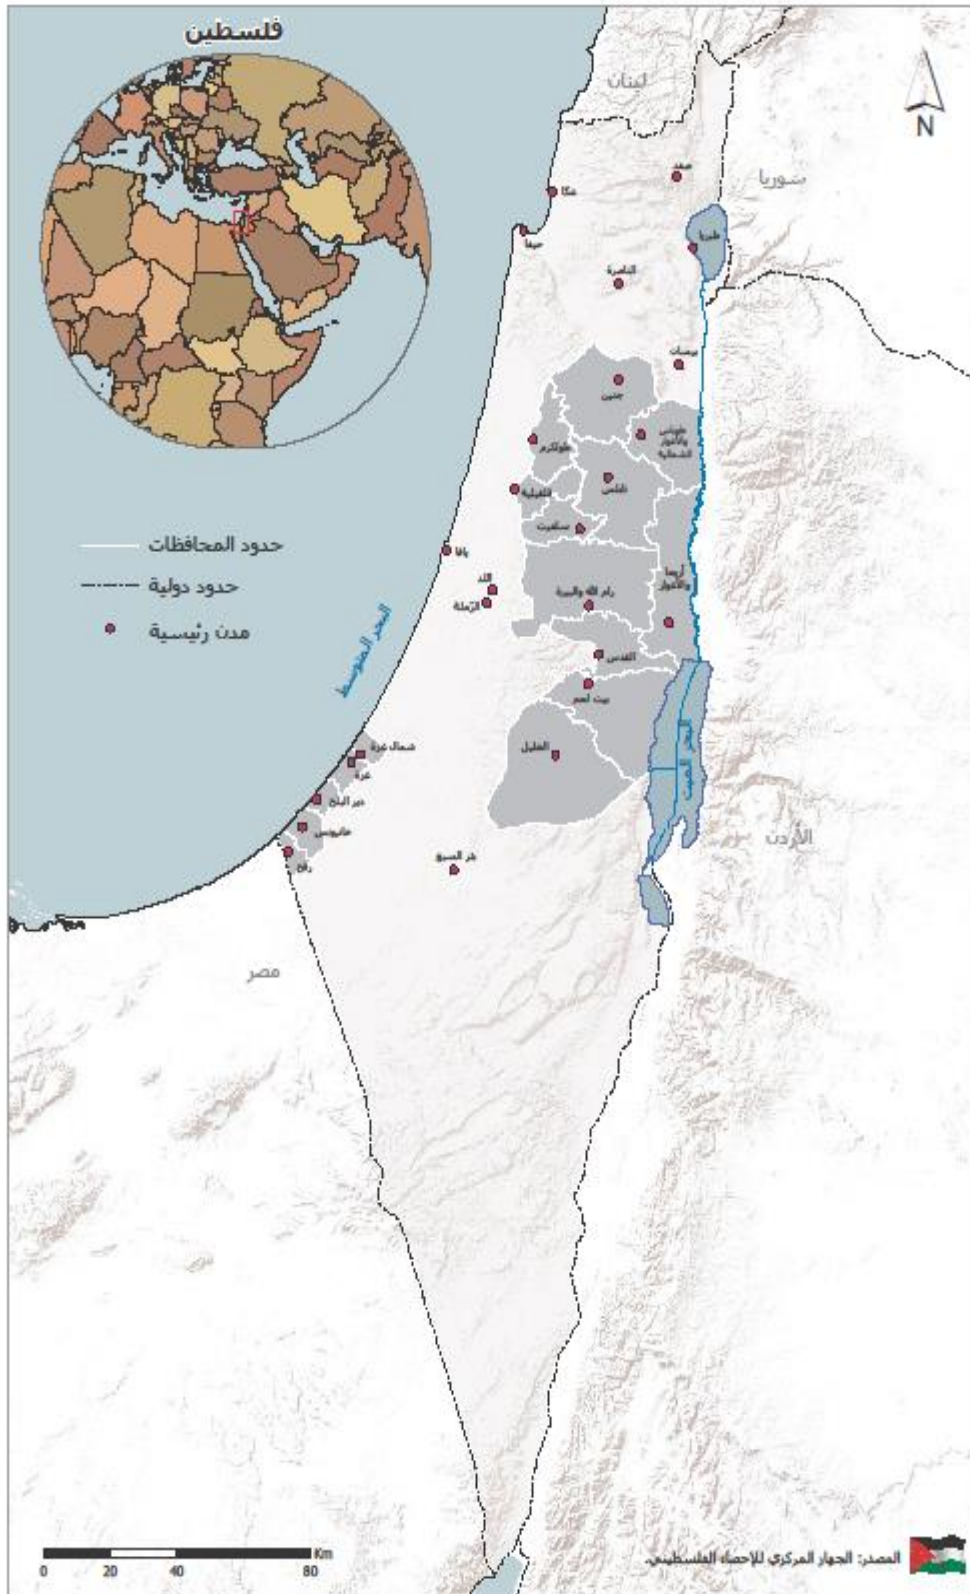 فلسطين
لبنان
N
سوريا
صفد
عكا
طبريا
حيفا
الناصرة
بيسان
جنين
طوباس
والأغوار
الشمالية
طولكرم
نابلس
قلقيلية
سلفيت
حدود المحافظات
حدود دولية
مدن رئيسية
يافا
اللد
الرملة
أريحا
والأغوار
رام الله والبيرة
البحر المتوسط
القدس
بيت لحم
الخليل
البحر الميت
شمال غزة
غزة
دير البلح
خانيونس
رفح
بئر السبع
الأردن
مصر
Km
0 20 40 80
المصدر: الجهاز المركزي للإحصاء الفلسطيني.